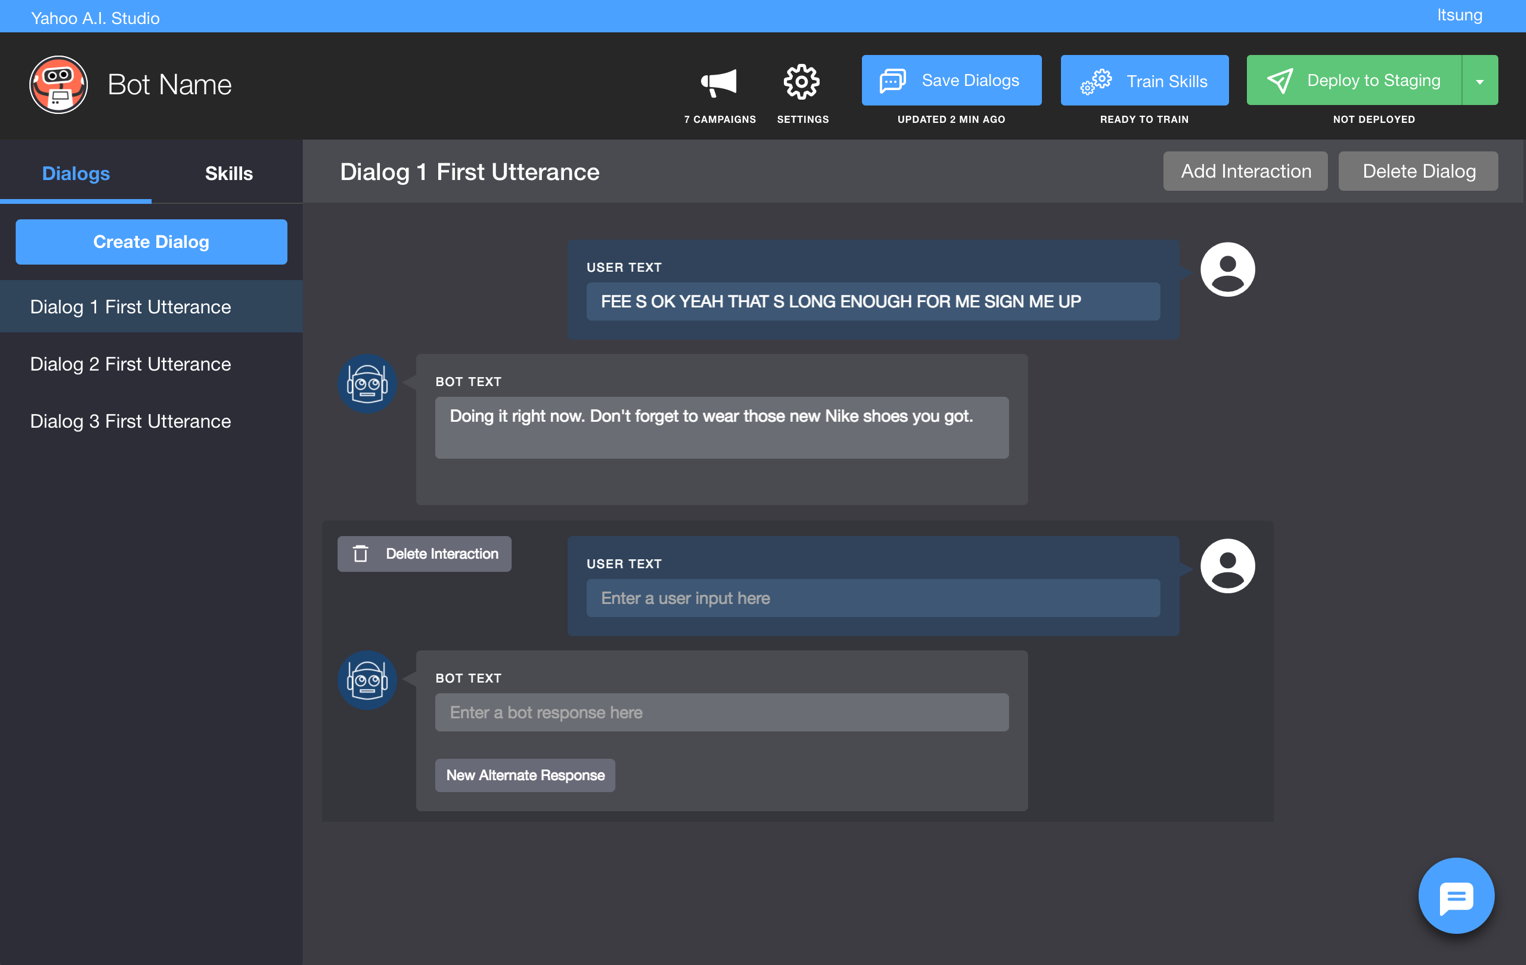 Yahoo A.I. Studio
Itsung
Bot Name
7 CAMPAIGNS
SETTINGS
Save Dialogs
UPDATED 2 MIN AGO
Train Skills
READY TO TRAIN
Deploy to Staging
NOT DEPLOYED
Dialogs
Skills
Dialog 1 First Utterance
Add Interaction
Delete Dialog
Create Dialog
Dialog 1 First Utterance
Dialog 2 First Utterance
Dialog 3 First Utterance
USER TEXT
FEE S OK YEAH THAT S LONG ENOUGH FOR ME SIGN ME UP
BOT TEXT
Doing it right now. Don't forget to wear those new Nike shoes you got.
Delete Interaction
USER TEXT
Enter a user input here
BOT TEXT
Enter a bot response here
New Alternate Response